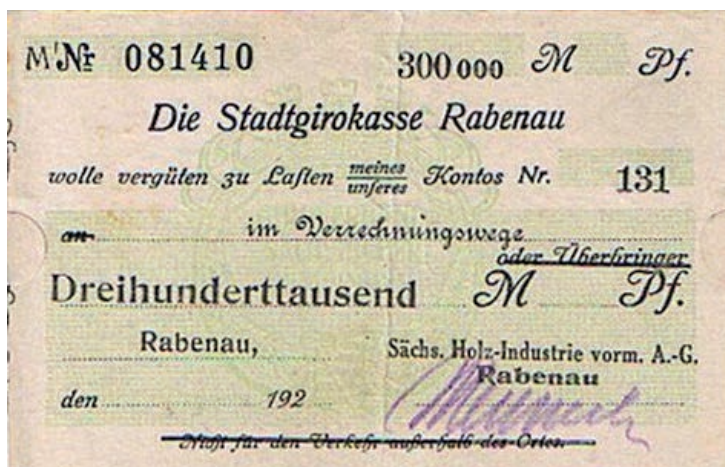 M'Nr 081410 300000 M Pf.
Die Stadtgirokasse Rabenau
wolle vergüten zu Lasten meines
unseres Kontos Nr. 131
an im Verrechnungswege
oder Überbringer
Dreihunderttausend M Pf.
Rabenau, Sächs. Holz-Industrie vorm. A.-G.
Rabenau
den 192
Nicht für den Verkehr außerhalb des Ortes.